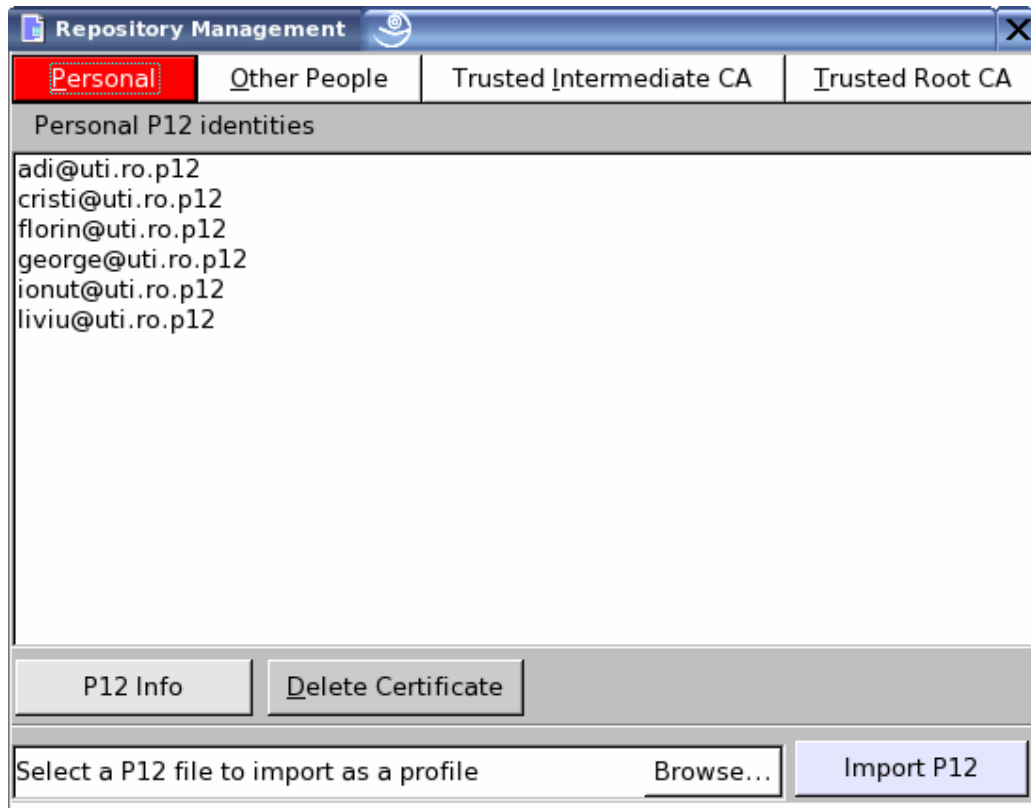 Repository Management
Personal Other People Trusted Intermediate CA Trusted Root CA
Personal P12 identities
adi@uti.ro.p12
cristi@uti.ro.p12
florin@uti.ro.p12
george@uti.ro.p12
ionut@uti.ro.p12
liviu@uti.ro.p12
P12 Info Delete Certificate
Select a P12 file to import as a profile Browse... Import P12